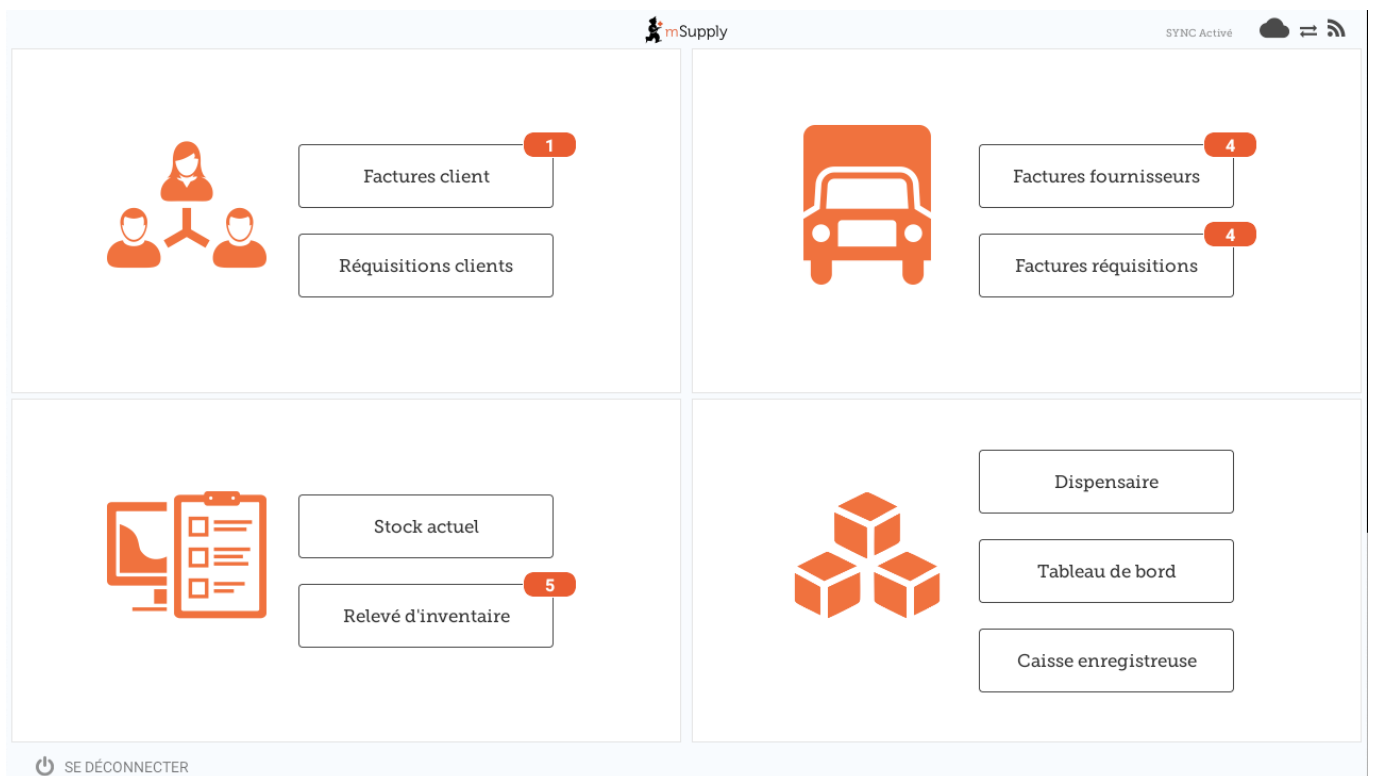 mSupply
SYNC Activé
1
Factures client
Réquisitions clients
4
Factures fournisseurs
4
Factures réquisitions
Stock actuel
5
Relevé d'inventaire
Dispensaire
Tableau de bord
Caisse enregistreuse
SE DÉCONNECTER